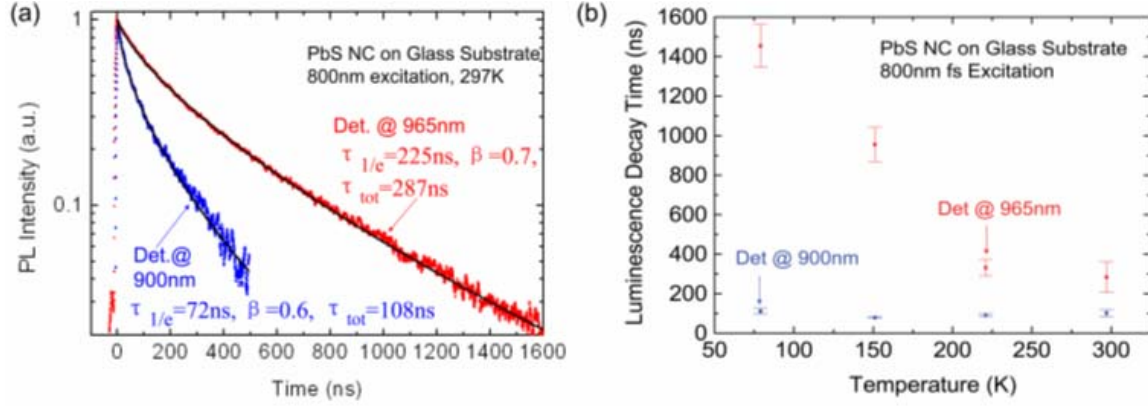 (a)
PL Intensity (a.u.)
1
0.1
PbS NC on Glass Substrate
800nm excitation, 297K
Det. @ 965nm
τ 1/e=225ns, β=0.7,
τ tot=287ns
Det.@
900nm
τ 1/e=72ns, β=0.6, τ tot=108ns
0 200 400 600 800 1000 1200 1400 1600
Time (ns)
(b)
Luminescence Decay Time (ns)
1600
1400
1200
1000
800
600
400
200
0
PbS NC on Glass Substrate
800nm fs Excitation
Det @ 965nm
Det @ 900nm
50 100 150 200 250 300
Temperature (K)